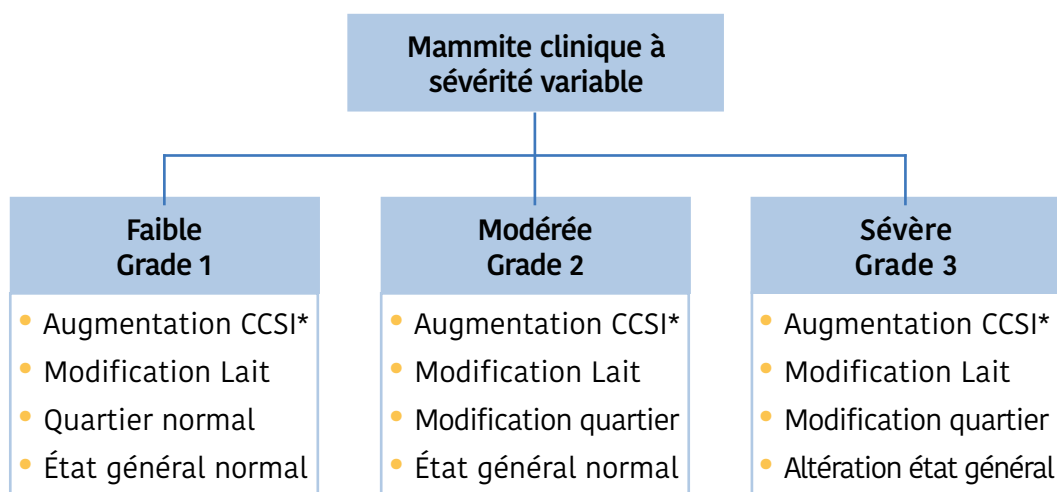 Mammite clinique à
sévérité variable
Faible
Grade 1
• Augmentation CCSI*
• Modification Lait
• Quartier normal
• État général normal
Modérée
Grade 2
• Augmentation CCSI*
• Modification Lait
• Modification quartier
• État général normal
Sévère
Grade 3
• Augmentation CCSI*
• Modification Lait
• Modification quartier
• Altération état général